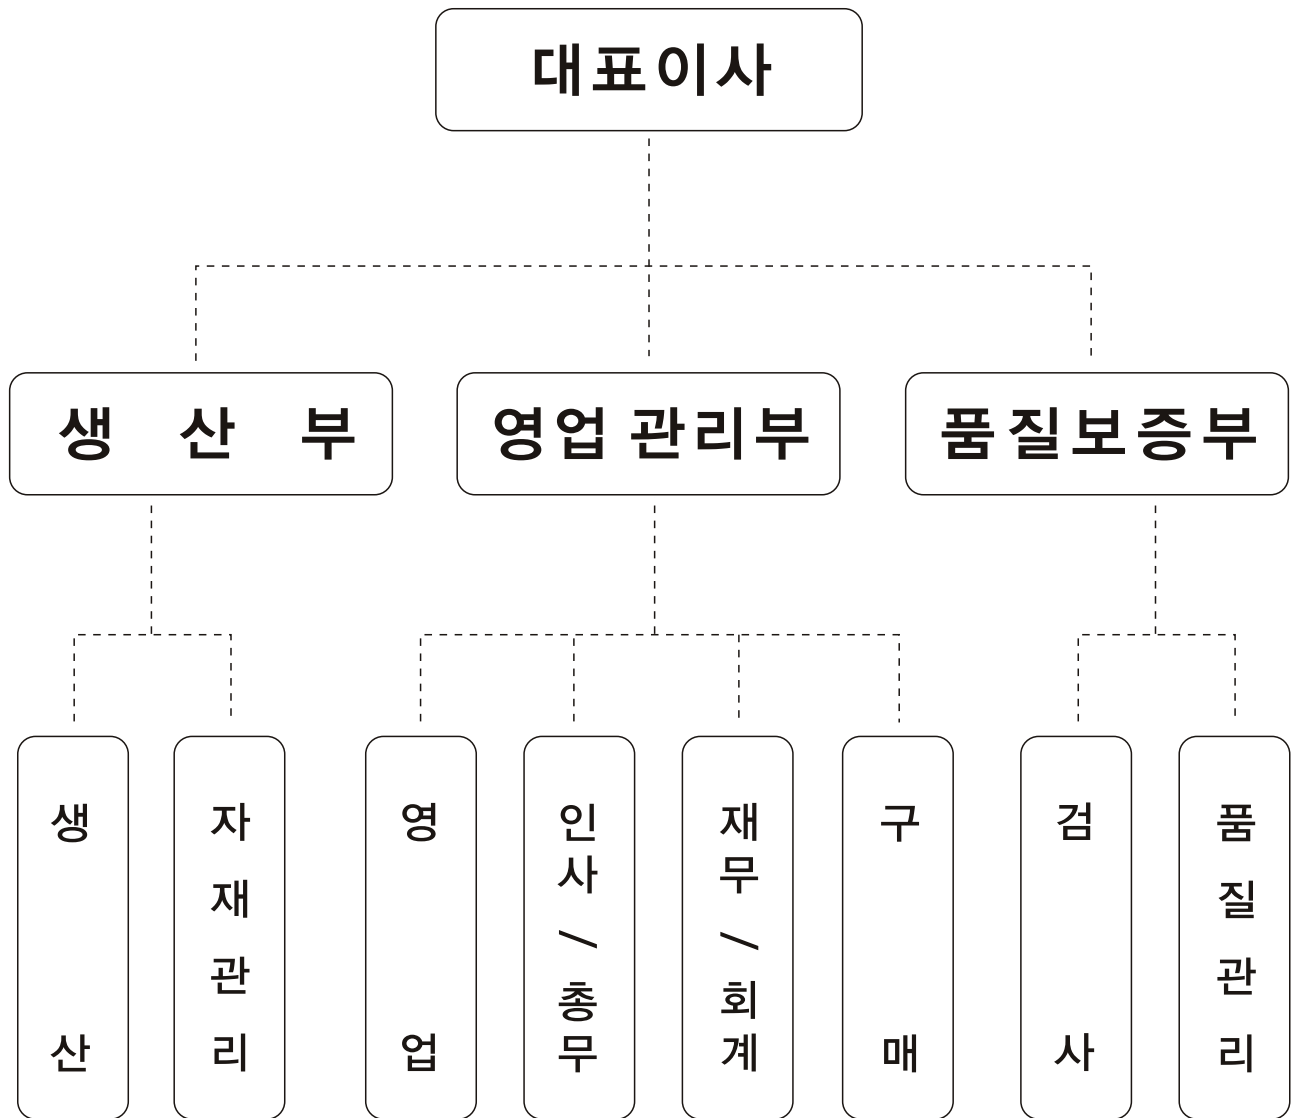 대표이사
생 산 부
영업관리부
품질보증부
생산
자재관리
영업
인사/총무
재무/회계
구매
검사
품질관리